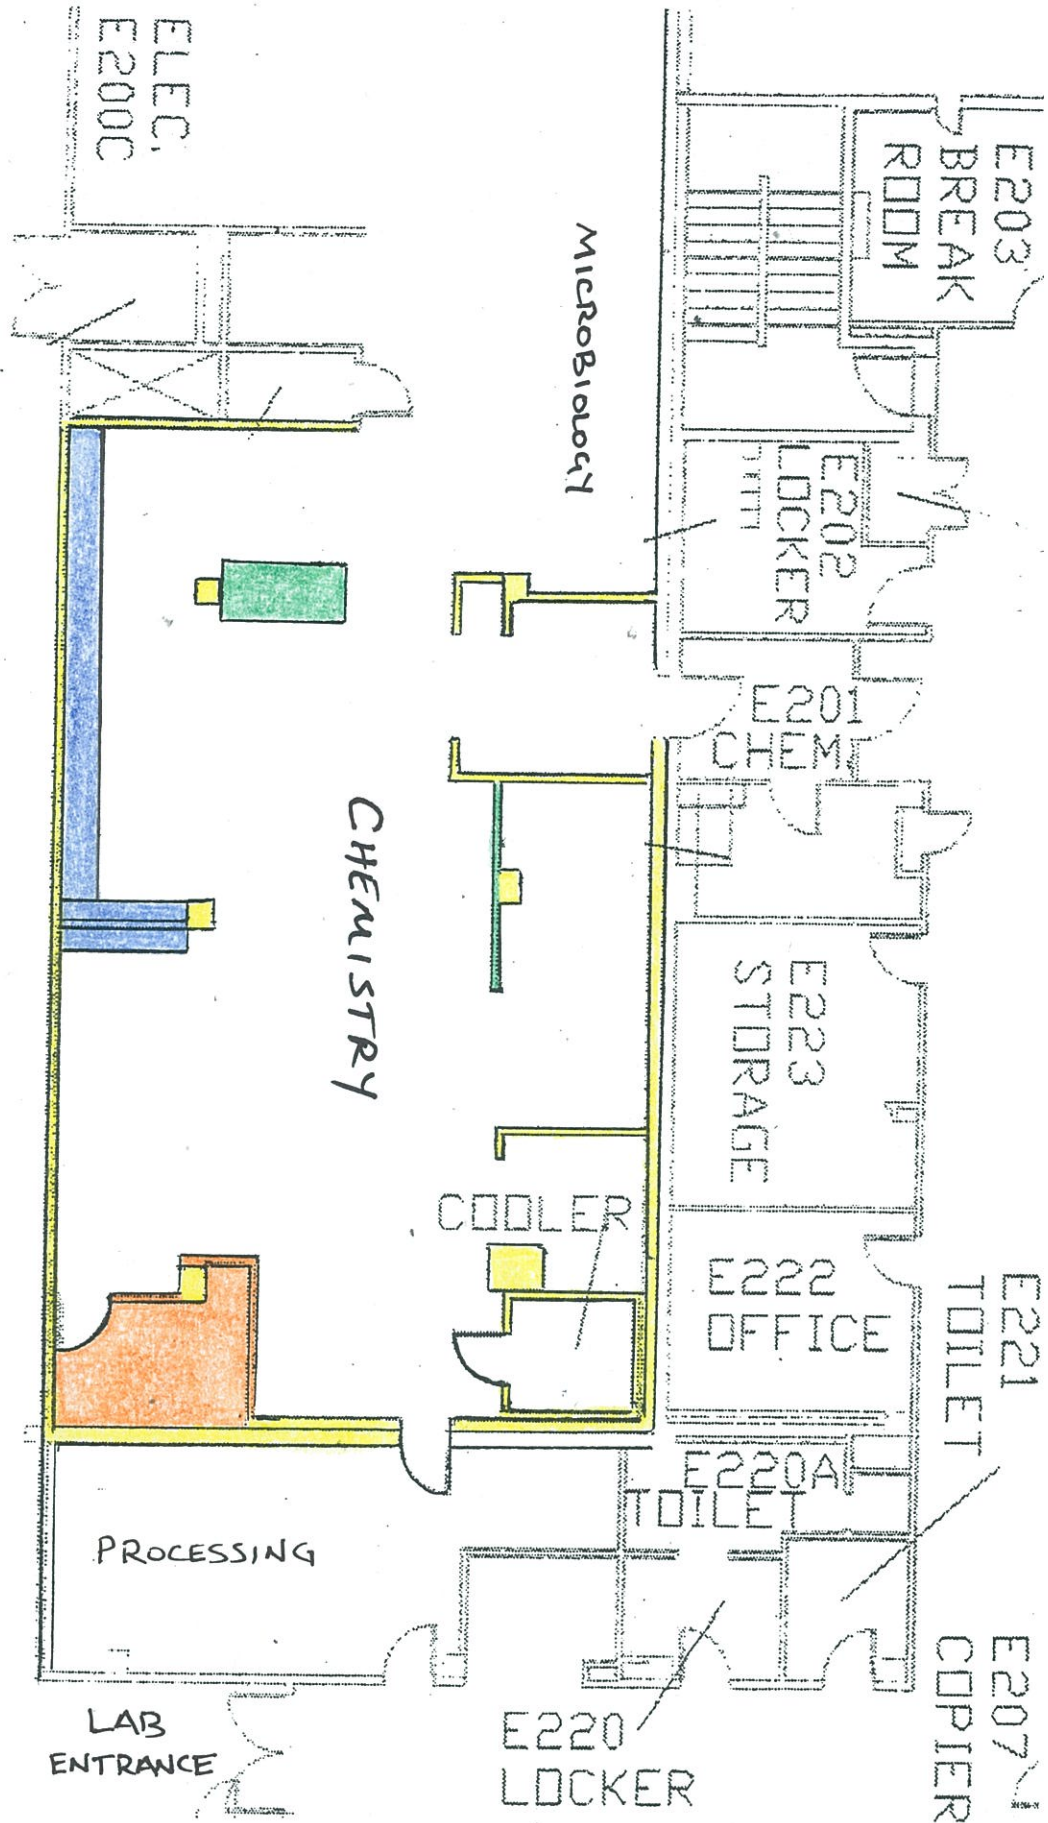 ELEC.
E200C
E203
BREAK
ROOM
MICROBIOLOGY
E202
LOCKER
E201
CHEM.
CHEMISTRY
E223
STORAGE
COOLER
E222
OFFICE
E221
TOILET
E220A
TOILET
PROCESSING
E207
COPIER
LAB
ENTRANCE
E220
LOCKER